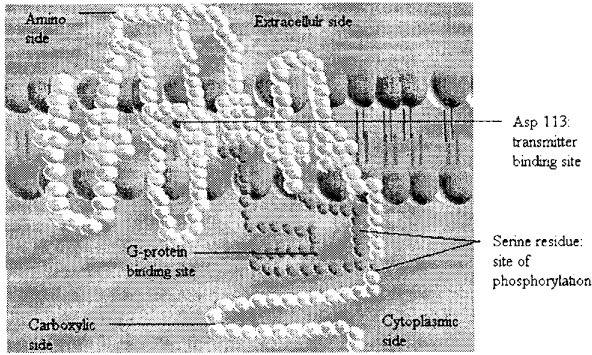 Amino
side
Extracelluir side
Asp 113:
transmitter
binding site
G-protein
binding site
Serine residue:
site of
phosphorylation
Carboxylic
side
Cytoplasmic
side